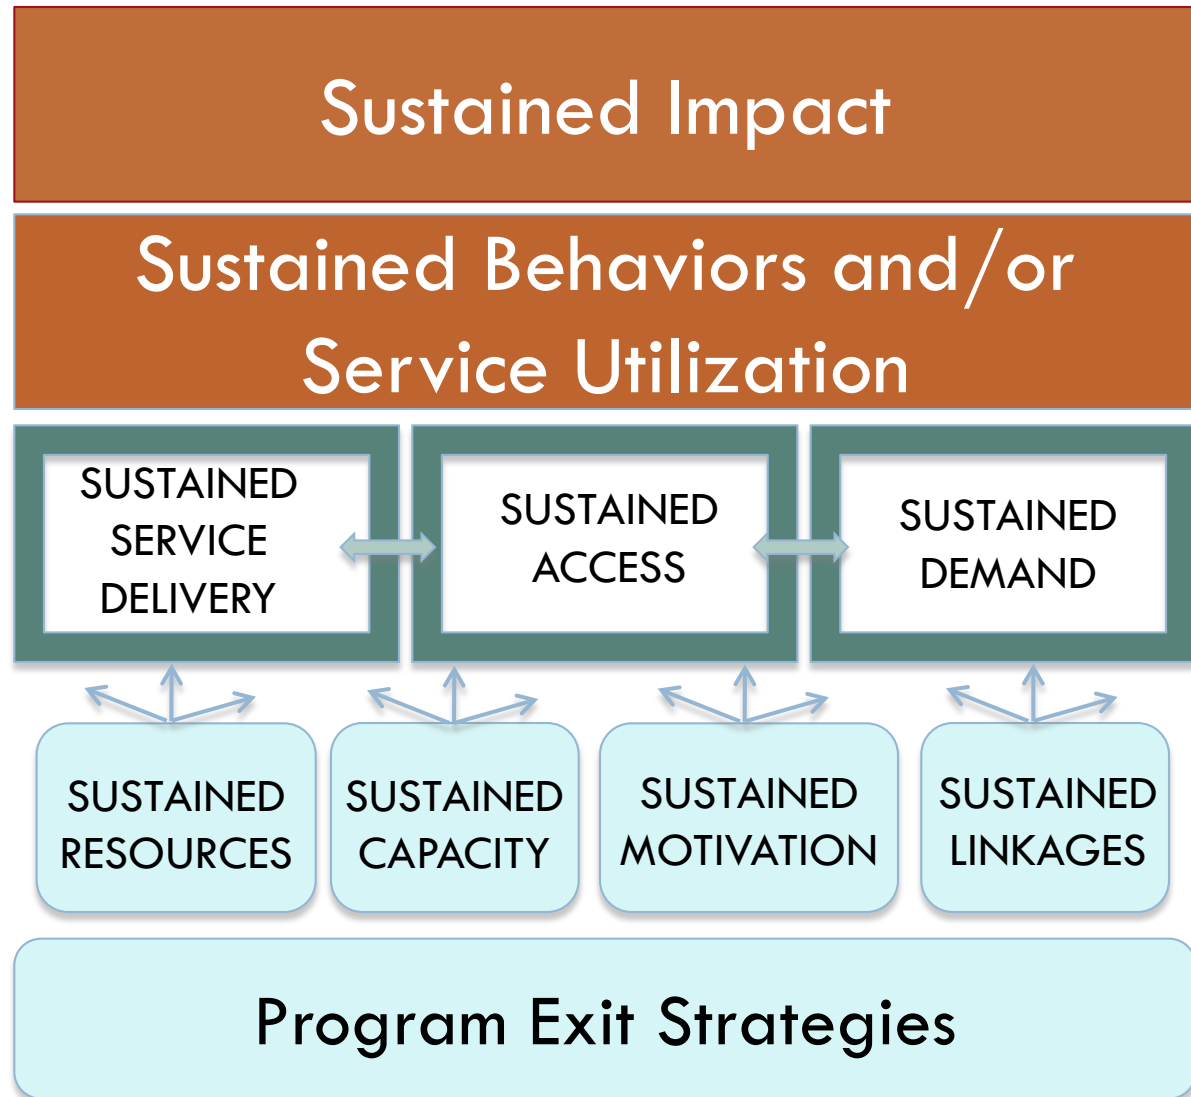 Sustained Impact
Sustained Behaviors and/or
Service Utilization
SUSTAINED
SERVICE
DELIVERY
SUSTAINED
ACCESS
SUSTAINED
DEMAND
SUSTAINED
RESOURCES
SUSTAINED
CAPACITY
SUSTAINED
MOTIVATION
SUSTAINED
LINKAGES
Program Exit Strategies